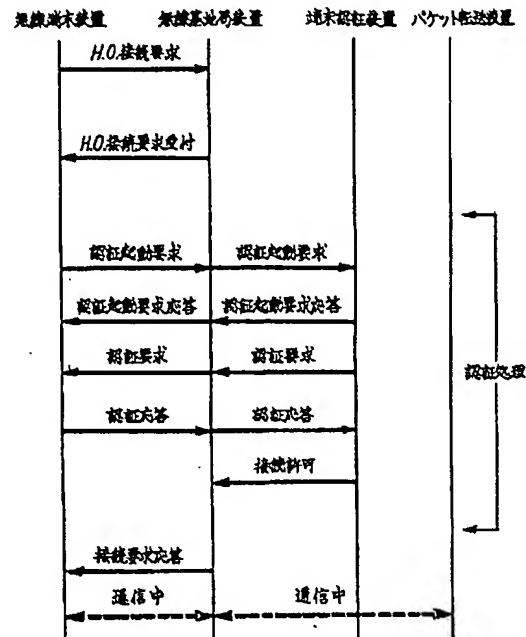 無線端末装置 無線基地局装置 端末認証装置 パケット転送装置
H.O.接続要求
H.O.接続要求受付
認証起動要求 認証起動要求
認証起動要求応答 認証起動要求応答
認証要求 認証要求
認証処理
認証応答 認証応答
接続許可
接続要求応答
通信中 通信中